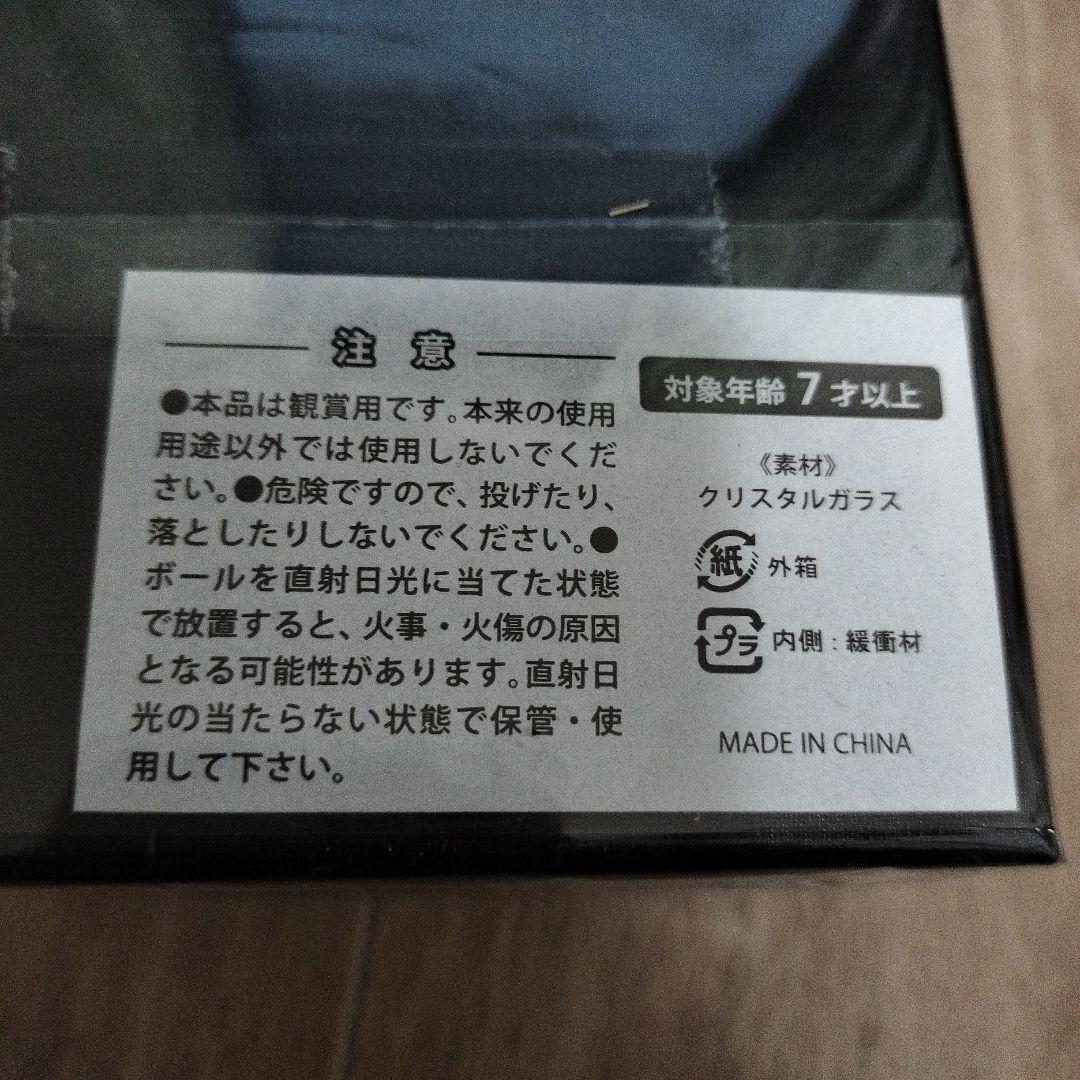 注意
●本品は観賞用です。本来の使用
用途以外では使用しないでくだ
さい。●危険ですので、投げたり、
落としたりしないでください。●
ボールを直射日光に当てた状態
で放置すると、火事・火傷の原因
となる可能性があります。直射日
光の当たらない状態で保管・使
用して下さい。
対象年齢 7 才以上
《素材》
クリスタルガラス
紙 外箱
プラ 内側:緩衝材
MADE IN CHINA